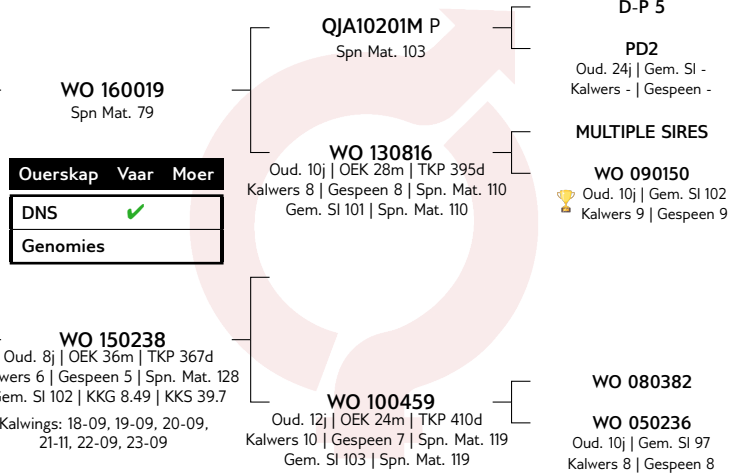 D-P 5
QJA10201M P
Spn Mat. 103
PD2
Oud. 24j | Gem. SI -
Kalwers - | Gespeen -
WO 160019
Spn Mat. 79
MULTIPLE SIRES
WO 130816
Oud. 10j | OEK 28m | TKP 395d
Kalwers 8 | Gespeen 8 | Spn. Mat. 110
Gem. SI 101 | Spn. Mat. 110
WO 090150
Oud. 10j | Gem. SI 102
Kalwers 9 | Gespeen 9
Ouerskap Vaar Moer
DNS ✔
Genomies
WO 150238
Oud. 8j | OEK 36m | TKP 367d
wers 6 | Gespeen 5 | Spn. Mat. 128
em. SI 102 | KKG 8.49 | KKS 39.7
Kalwings: 18-09, 19-09, 20-09,
21-11, 22-09, 23-09
WO 080382
WO 100459
Oud. 12j | OEK 24m | TKP 410d
Kalwers 10 | Gespeen 7 | Spn. Mat. 119
Gem. SI 103 | Spn. Mat. 119
WO 050236
Oud. 10j | Gem. SI 97
Kalwers 8 | Gespeen 8